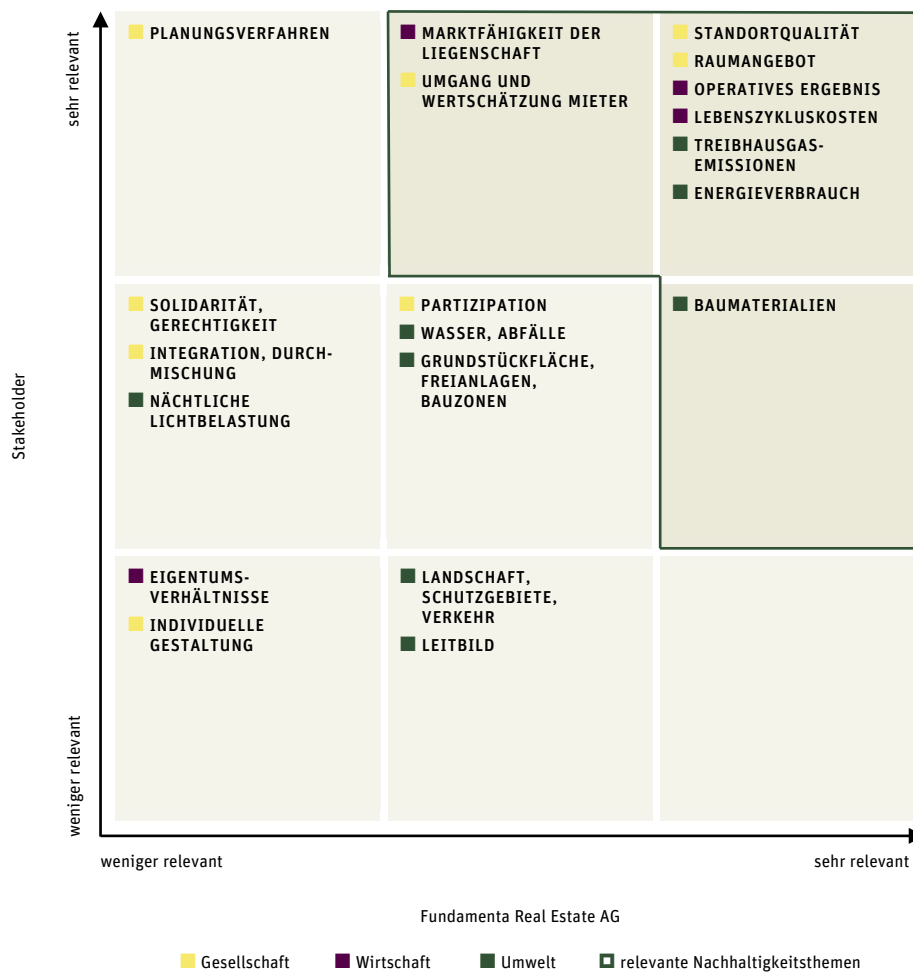 sehr relevant
PLANUNGSVERFAHREN
MARKTFÄHIGKEIT DER
LIEGENSCHAFT
UMGANG UND
WERTSCHÄTZUNG MIETER
STANDORTQUALITÄT
RAUMANGEBOT
OPERATIVES ERGEBNIS
LEBENSZYKLUSKOSTEN
TREIBHAUSGAS-
EMISSIONEN
ENERGIEVERBRAUCH
Stakeholder
SOLIDARITÄT,
GERECHTIGKEIT
INTEGRATION, DURCH-
MISCHUNG
NÄCHTLICHE
LICHTBELASTUNG
PARTIZIPATION
WASSER, ABFÄLLE
GRUNDSTÜCKFLÄCHE,
FREIANLAGEN,
BAUZONEN
BAUMATERIALIEN
weniger relevant
EIGENTUMS-
VERHÄLTNISSE
INDIVIDUELLE
GESTALTUNG
LANDSCHAFT,
SCHUTZGEBIETE,
VERKEHR
LEITBILD
weniger relevant
sehr relevant
Fundamenta Real Estate AG
Gesellschaft
Wirtschaft
Umwelt
relevante Nachhaltigkeitsthemen